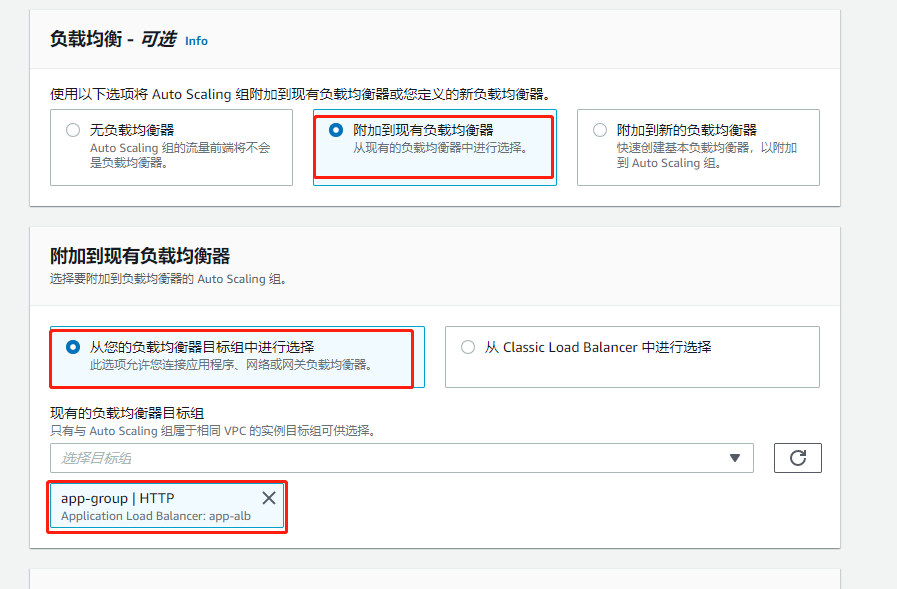 负载均衡 - 可选 Info
使用以下选项将 Auto Scaling 组附加到现有负载均衡器或您定义的新负载均衡器。
无负载均衡器
Auto Scaling 组的流量前端将不会
是负载均衡器。
附加到现有负载均衡器
从现有的负载均衡器中进行选择。
附加到新的负载均衡器
快速创建基本负载均衡器，以附加
到 Auto Scaling 组。
附加到现有负载均衡器
选择要附加到负载均衡器的 Auto Scaling 组。
从您的负载均衡器目标组中进行选择
此选项允许您连接应用程序、网络或网关负载均衡器。
从 Classic Load Balancer 中进行选择
现有的负载均衡器目标组
只有与 Auto Scaling 组属于相同 VPC 的实例目标组可供选择。
选择目标组
app-group | HTTP
Application Load Balancer: app-alb